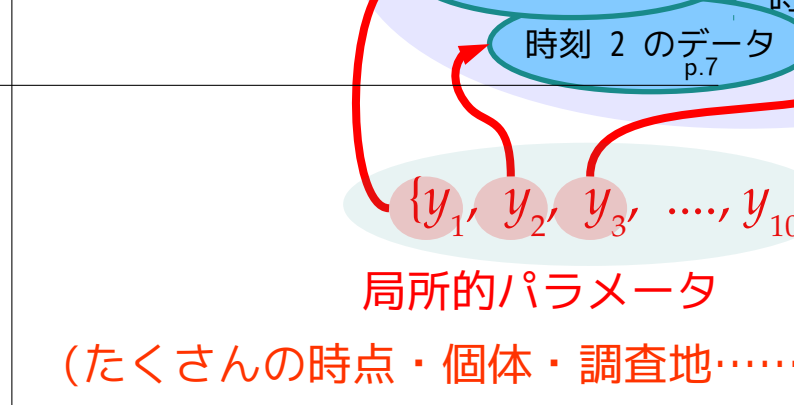 時刻 2 のデータ
p.7
{y1, y2, y3, ...., y10
局所的パラメータ
(たくさんの時点・個体・調査地……